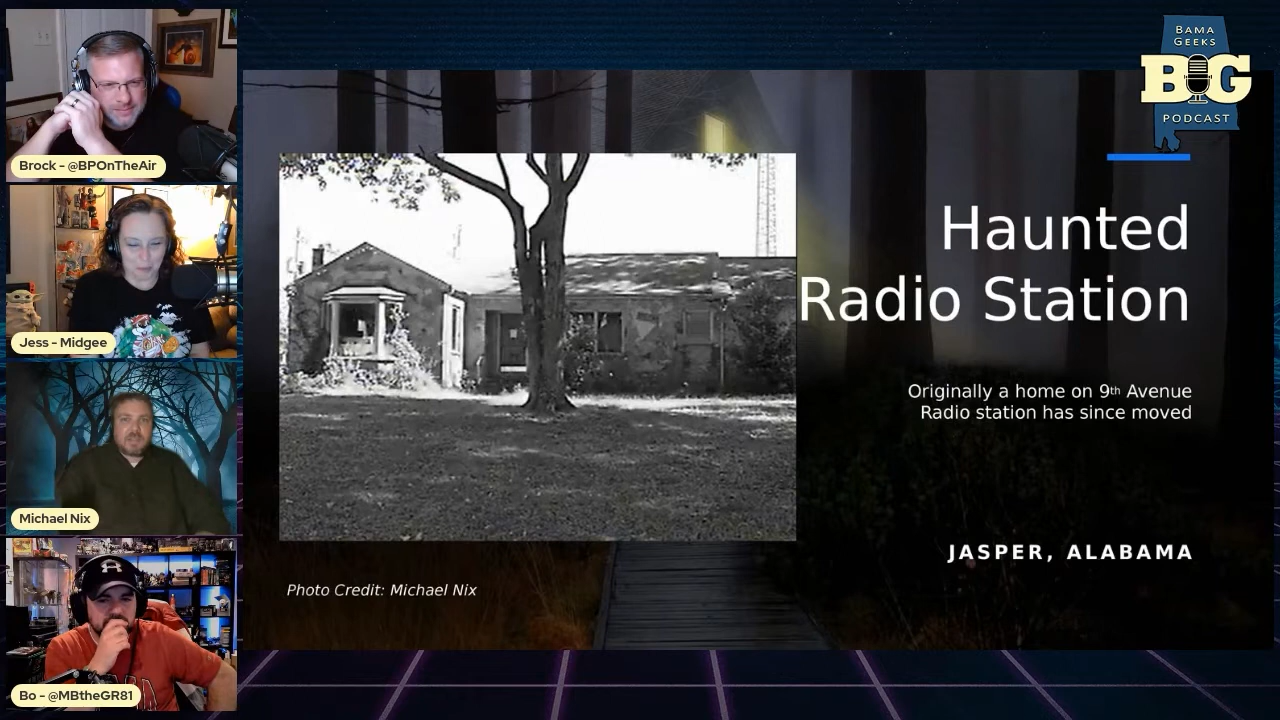 Brock - @BPOnTheAir
Jess - Midgee
Michael Nix
Bo - @MBtheGR81
BAMA
GEEKS
BG
PODCAST
Haunted
Radio Station
Originally a home on 9th Avenue
Radio station has since moved
JASPER, ALABAMA
Photo Credit: Michael Nix